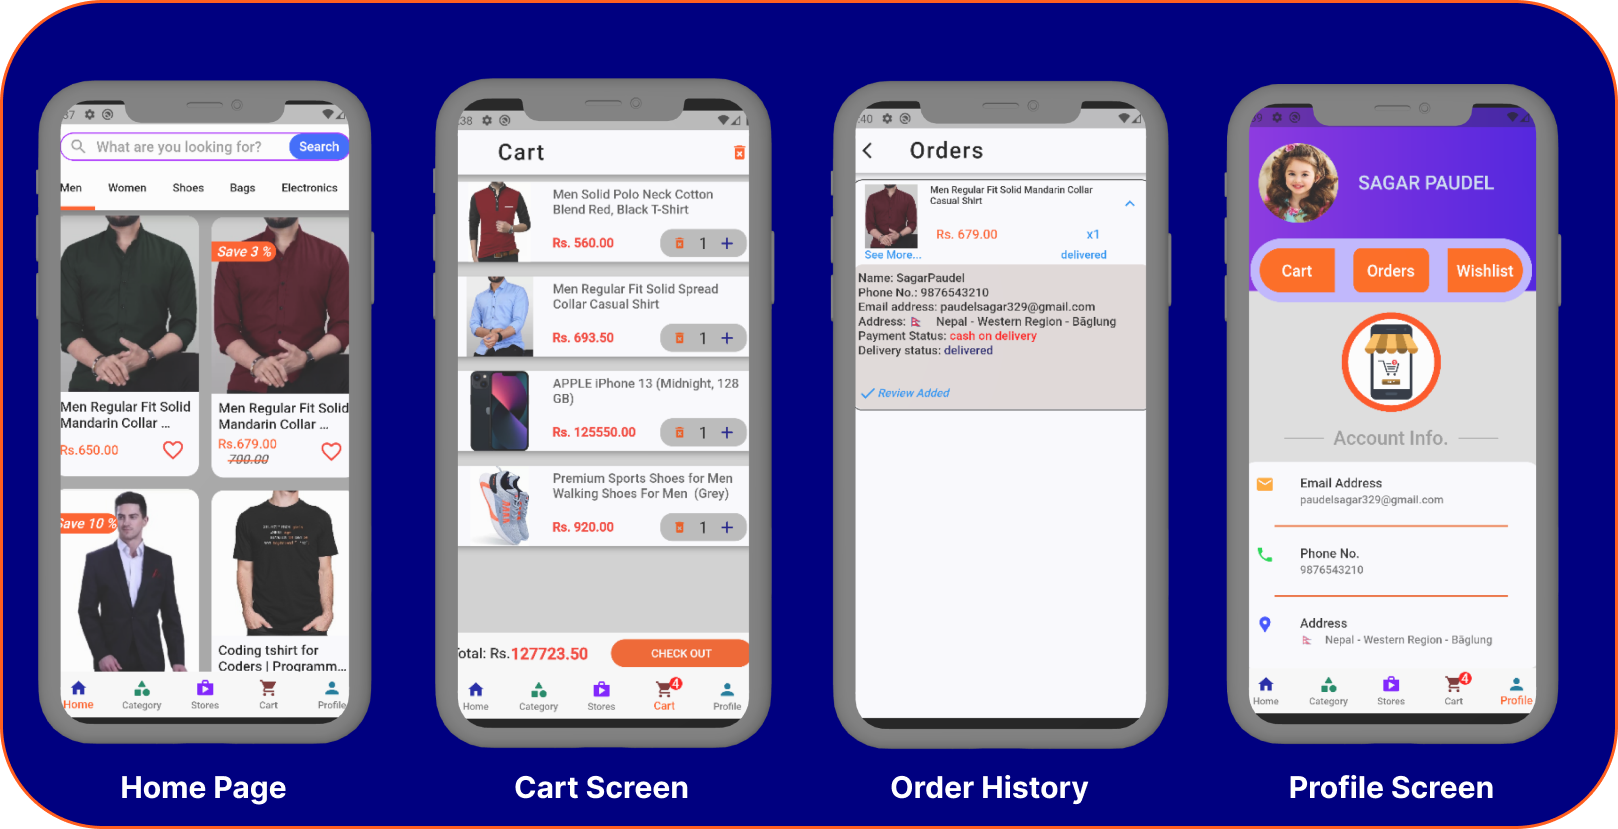 :37
What are you looking for?
Search
Men
Women
Shoes
Bags
Electronics
Save 3 %
Men Regular Fit Solid
Mandarin Collar ...
Rs.650.00
Men Regular Fit Solid
Mandarin Collar ...
Rs.679.00
700.00
Save 10 %
Coding tshirt for
Coders | Programm...
Home
Category
Stores
Cart
Profile
Home Page
:38
Cart
Men Solid Polo Neck Cotton
Blend Red, Black T-Shirt
Rs. 560.00
1
Men Regular Fit Solid Spread
Collar Casual Shirt
Rs. 693.50
1
APPLE iPhone 13 (Midnight, 128
GB)
Rs. 125550.00
1
Premium Sports Shoes for Men
Walking Shoes For Men (Grey)
Rs. 920.00
1
Total: Rs.127723.50
CHECK OUT
4
Home
Category
Stores
Cart
Profile
Cart Screen
:40
Orders
Men Regular Fit Solid Mandarin Collar
Casual Shirt
Rs. 679.00
x1
See More...
delivered
Name: SagarPaudel
Phone No.: 9876543210
Email address: paudelsagar329@gmail.com
Address: Nepal - Western Region - Bāglung
Payment Status: cash on delivery
Delivery status: delivered
Review Added
Order History
SAGAR PAUDEL
Cart
Orders
Wishlist
Account Info.
Email Address
paudelsagar329@gmail.com
Phone No.
9876543210
Address
Nepal - Western Region - Bāglung
4
Home
Category
Stores
Cart
Profile
Profile Screen